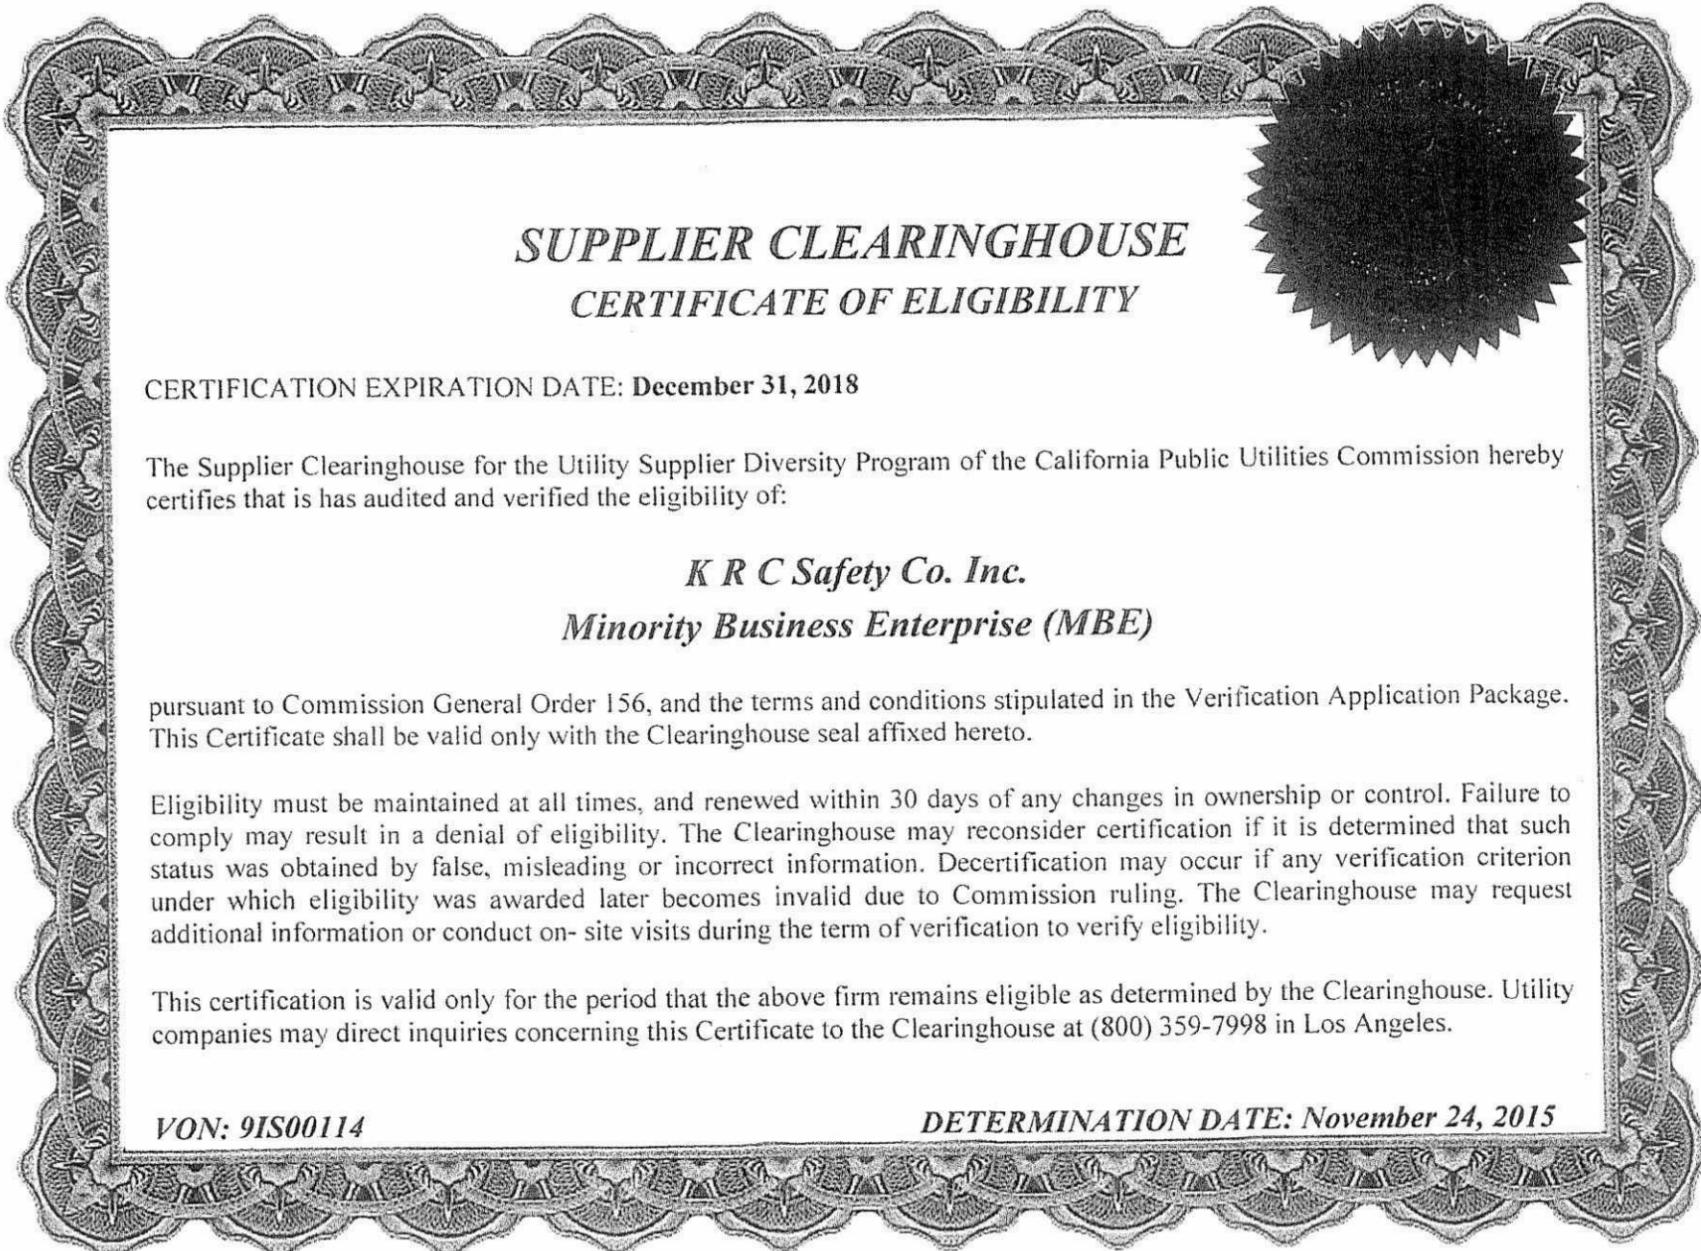 SUPPLIER CLEARINGHOUSE
CERTIFICATE OF ELIGIBILITY
CERTIFICATION EXPIRATION DATE: December 31, 2018
The Supplier Clearinghouse for the Utility Supplier Diversity Program of the California Public Utilities Commission hereby
certifies that is has audited and verified the eligibility of:
K R C Safety Co. Inc.
Minority Business Enterprise (MBE)
pursuant to Commission General Order 156, and the terms and conditions stipulated in the Verification Application Package.
This Certificate shall be valid only with the Clearinghouse seal affixed hereto.
Eligibility must be maintained at all times, and renewed within 30 days of any changes in ownership or control. Failure to
comply may result in a denial of eligibility. The Clearinghouse may reconsider certification if it is determined that such
status was obtained by false, misleading or incorrect information. Decertification may occur if any verification criterion
under which eligibility was awarded later becomes invalid due to Commission ruling. The Clearinghouse may request
additional information or conduct on- site visits during the term of verification to verify eligibility.
This certification is valid only for the period that the above firm remains eligible as determined by the Clearinghouse. Utility
companies may direct inquiries concerning this Certificate to the Clearinghouse at (800) 359-7998 in Los Angeles.
VON: 9IS00114
DETERMINATION DATE: November 24, 2015